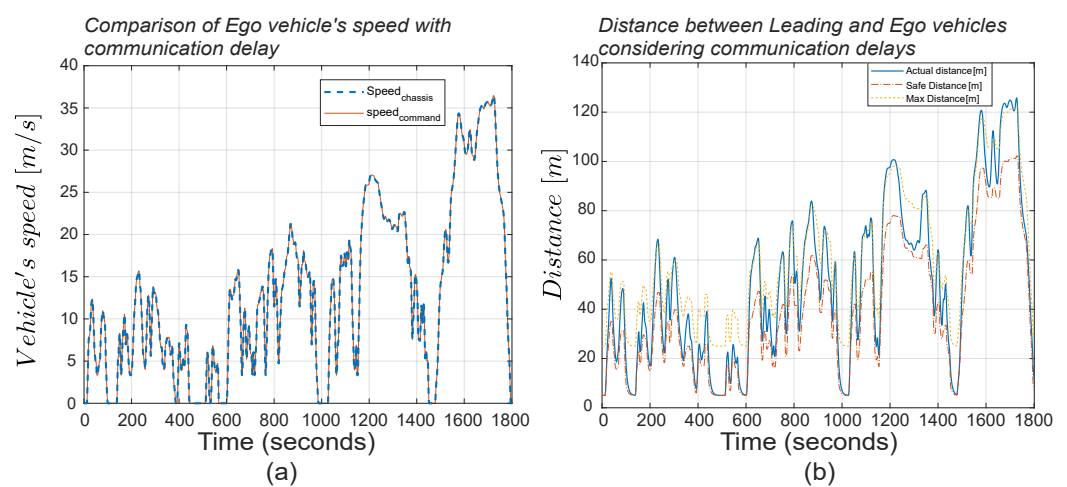 Comparison of Ego vehicle's speed with
communication delay
40
35
30
25
20
15
10
5
0
0 200 400 600 800 1000 1200 1400 1600 1800
Vehicle's speed [m/s]
Time (seconds)
Speed_chassis
speed_command
(a)
Distance between Leading and Ego vehicles
considering communication delays
140
120
100
80
60
40
20
0
0 200 400 600 800 1000 1200 1400 1600 1800
Distance [m]
Time (seconds)
Actual distance[m]
Safe Distance[m]
Max Distance[m]
(b)